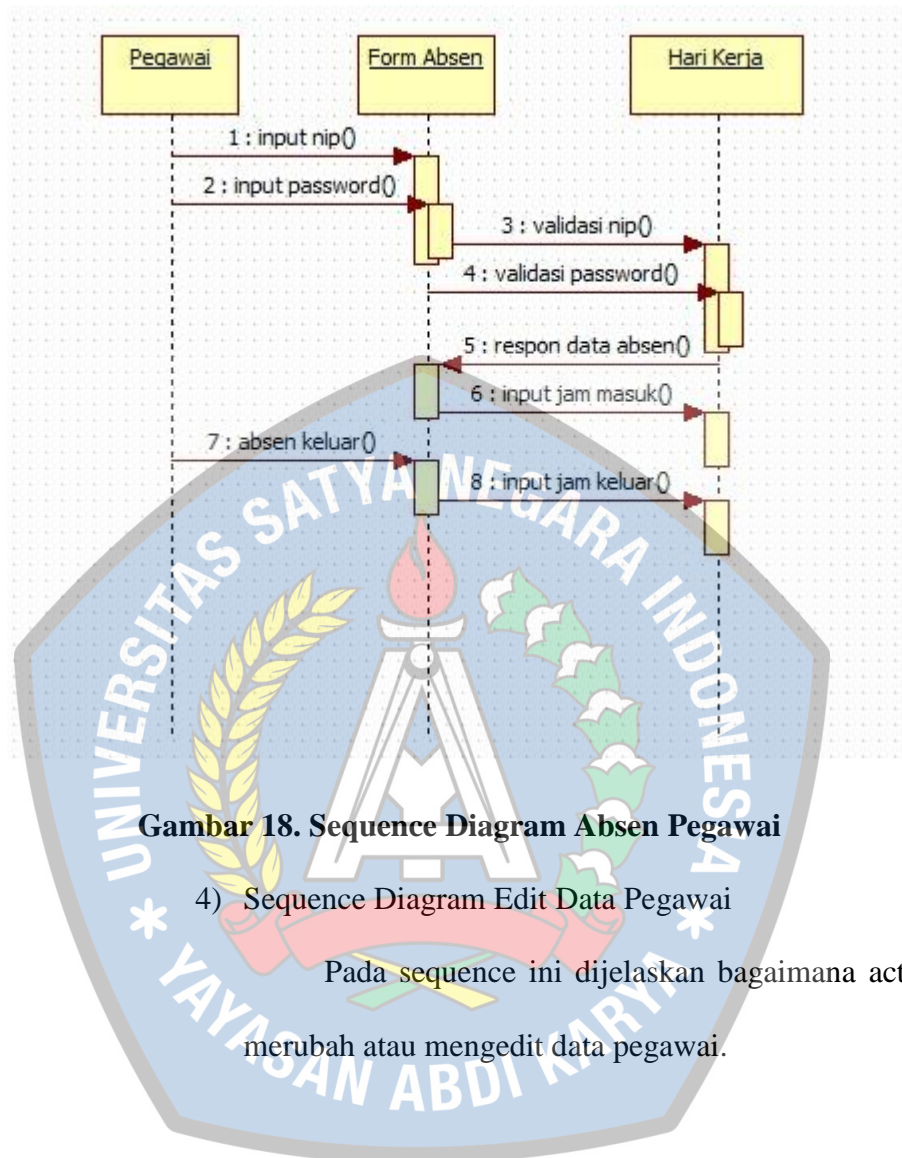 Pegawai
Form Absen
Hari Kerja
1 : input nip()
2 : input password()
3 : validasi nip()
4 : validasi password()
5 : respon data absen()
6 : input jam masuk()
7 : absen keluar()
8 : input jam keluar()
UNIVERSITAS SATYA NEGARA INDONESIA
Gambar 18. Sequence Diagram Absen Pegawai
4) Sequence Diagram Edit Data Pegawai
Pada sequence ini dijelaskan bagaimana act
merubah atau mengedit data pegawai.
* YAYASAN ABDI KARYA *